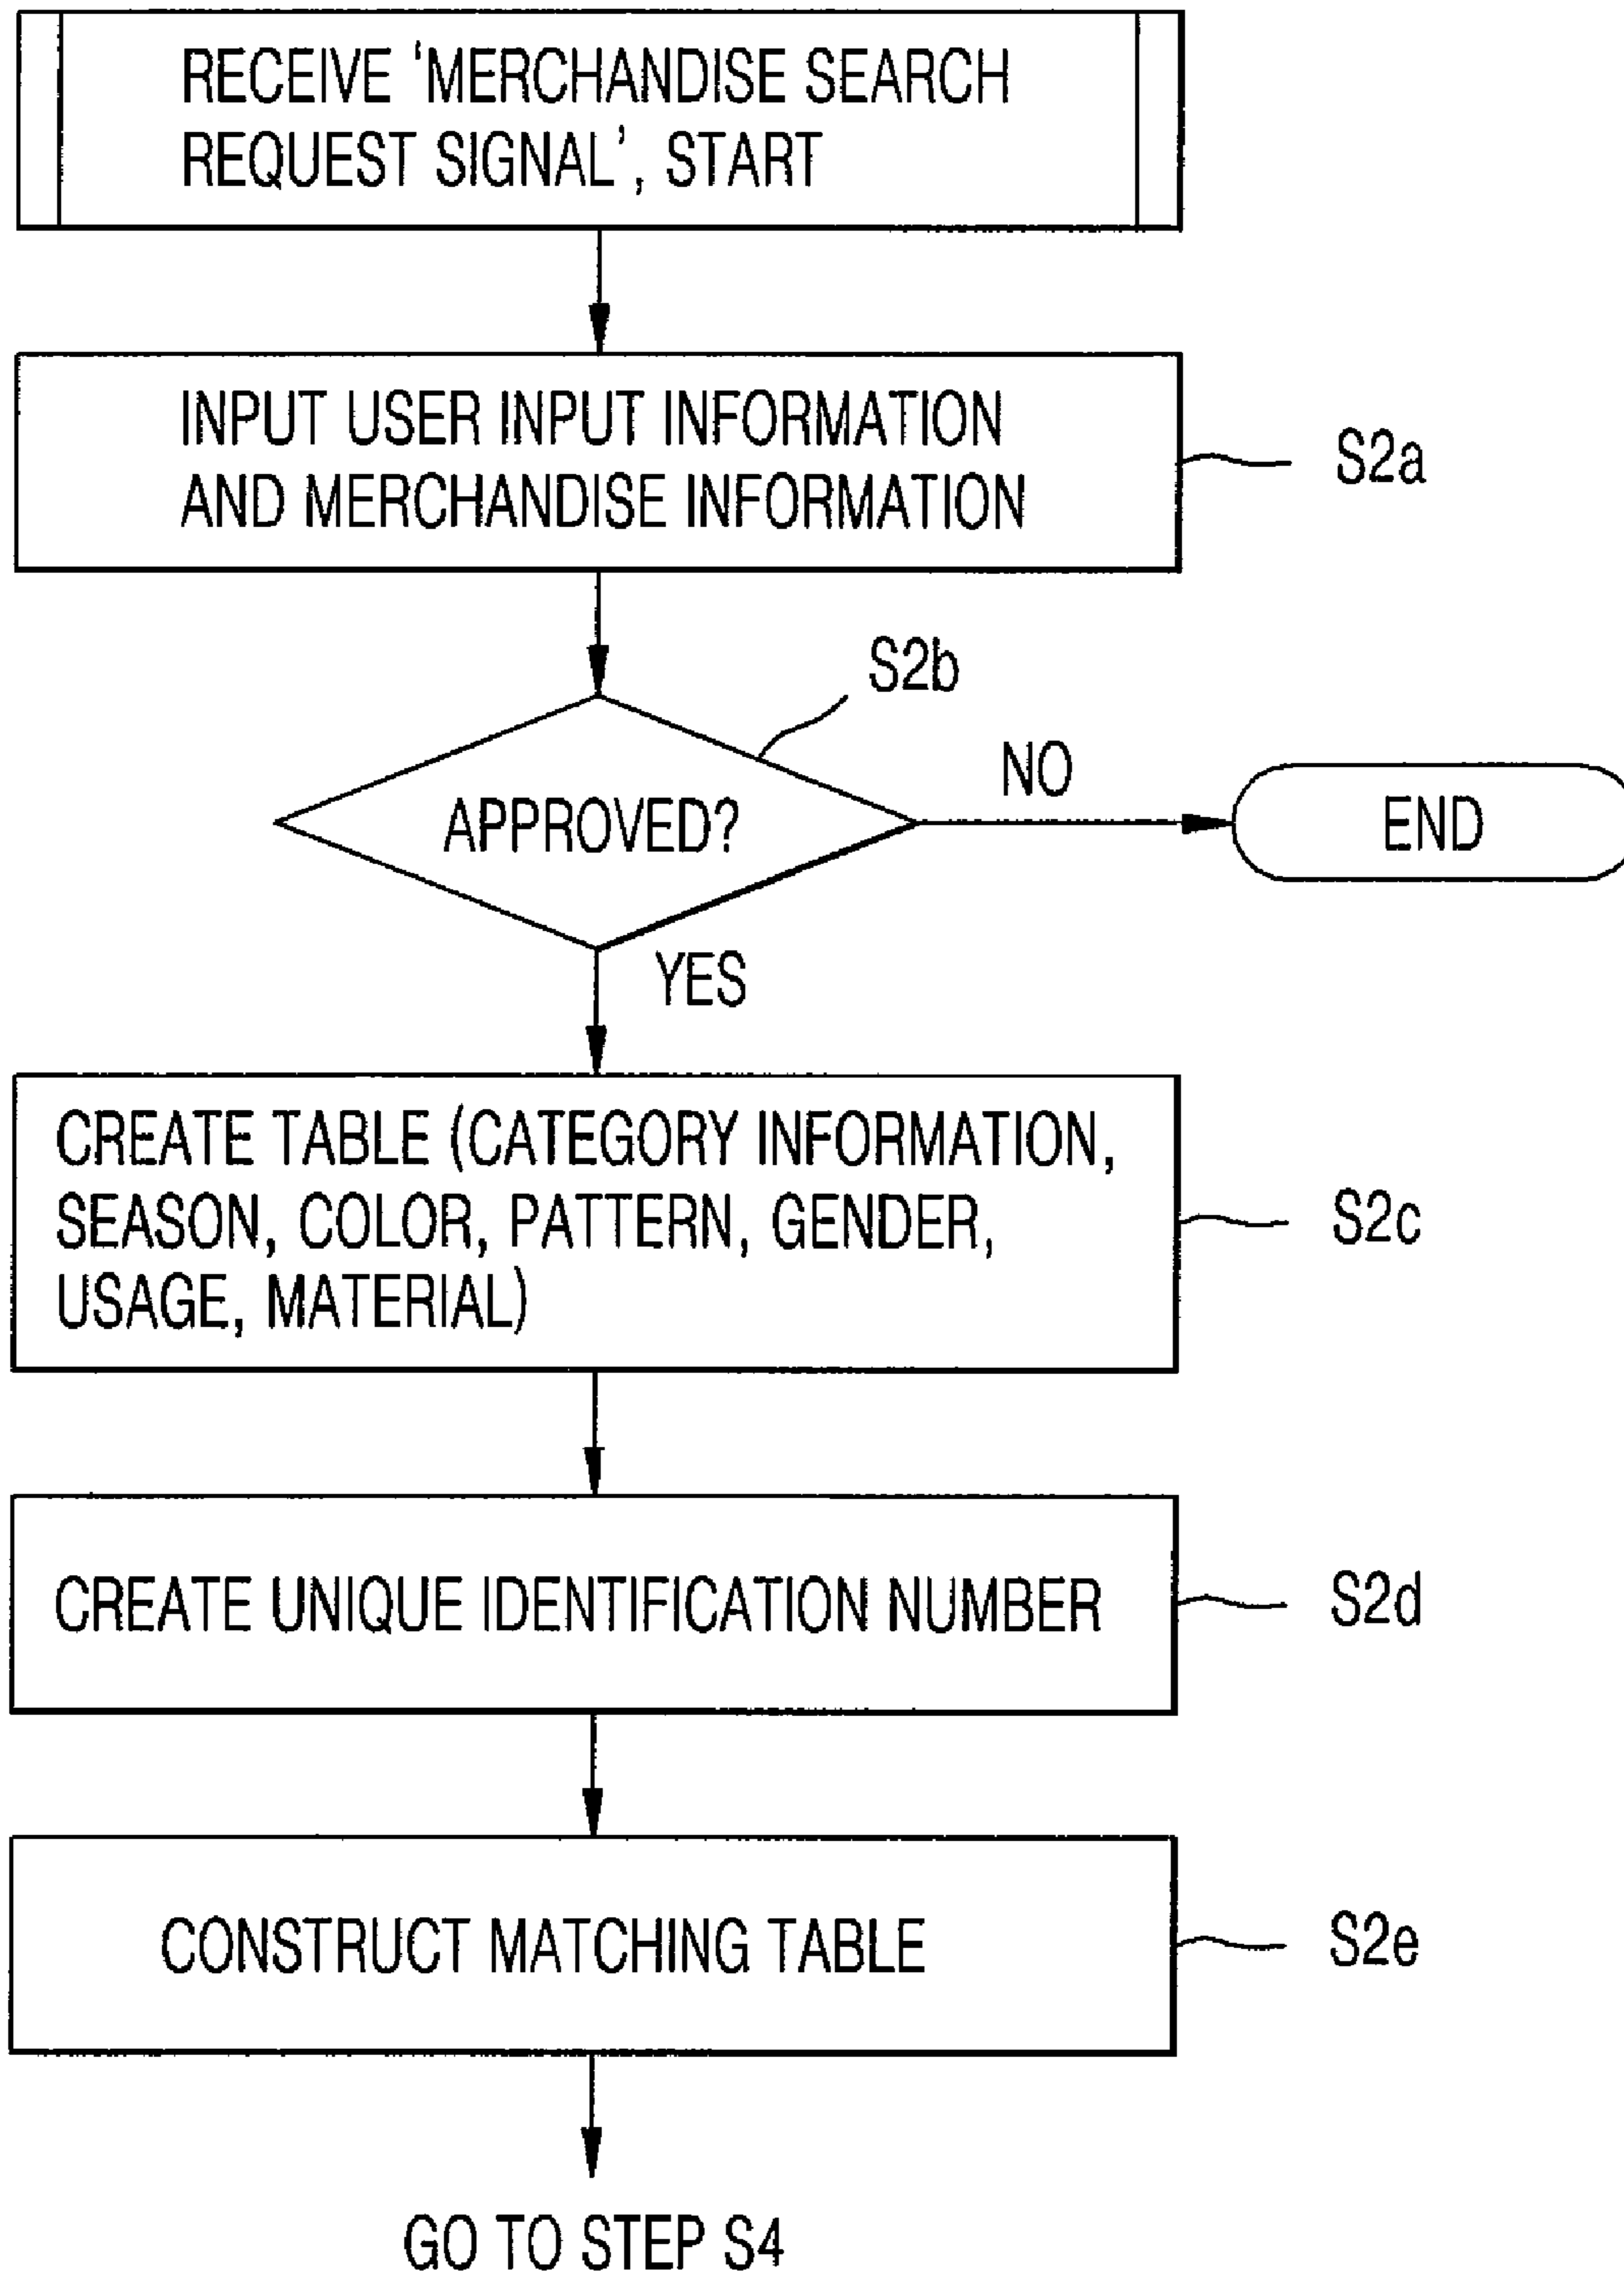 RECEIVE 'MERCHANDISE SEARCH
REQUEST SIGNAL', START
INPUT USER INPUT INFORMATION
AND MERCHANDISE INFORMATION
S2a
S2b
APPROVED?
NO
END
YES
CREATE TABLE (CATEGORY INFORMATION,
SEASON, COLOR, PATTERN, GENDER,
USAGE, MATERIAL)
S2c
CREATE UNIQUE IDENTIFICATION NUMBER
S2d
CONSTRUCT MATCHING TABLE
S2e
GO TO STEP S4